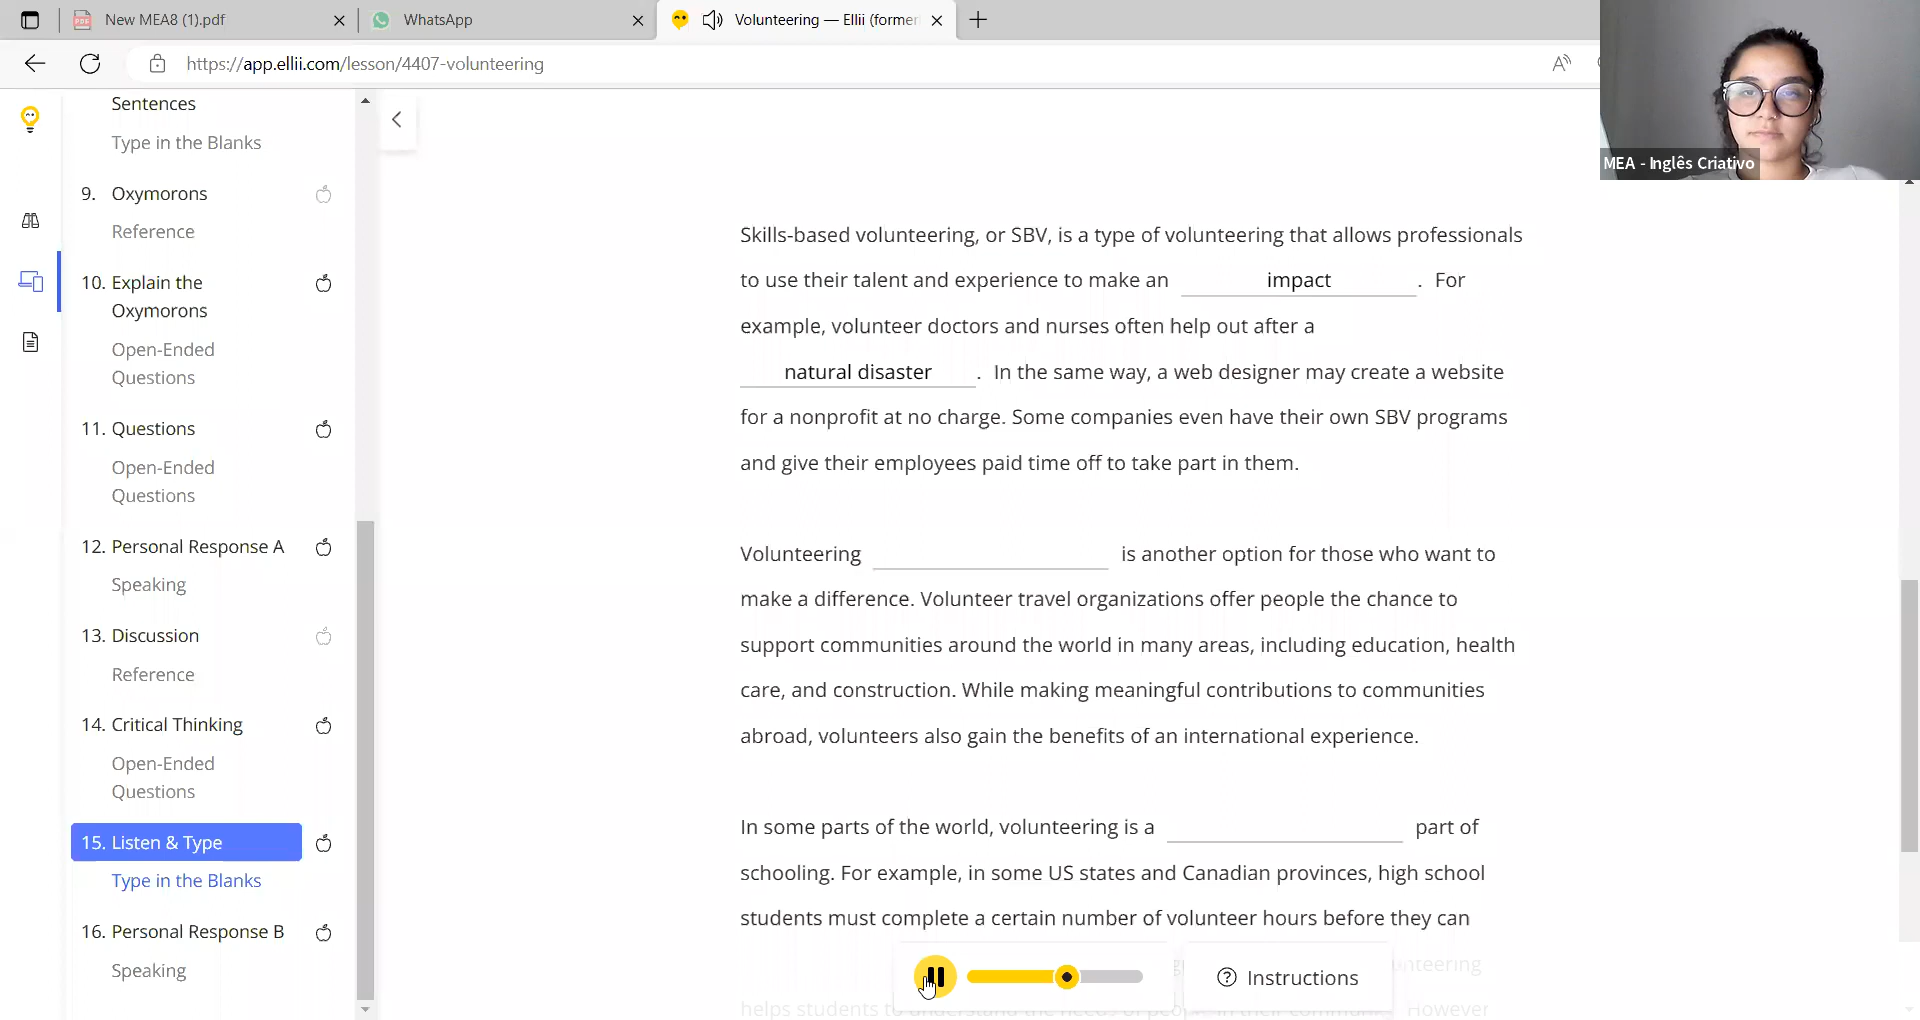 New MEA8 (1).pdf
WhatsApp
Volunteering — Ellii (former
https://app.ellii.com/lesson/4407-volunteering
MEA - Inglês Criativo
Sentences
Type in the Blanks
9. Oxymorons
Reference
10. Explain the
Oxymorons
Open-Ended
Questions
11. Questions
Open-Ended
Questions
12. Personal Response A
Speaking
13. Discussion
Reference
14. Critical Thinking
Open-Ended
Questions
15. Listen & Type
Type in the Blanks
16. Personal Response B
Speaking
Skills-based volunteering, or SBV, is a type of volunteering that allows professionals
to use their talent and experience to make an impact. For
example, volunteer doctors and nurses often help out after a
natural disaster. In the same way, a web designer may create a website
for a nonprofit at no charge. Some companies even have their own SBV programs
and give their employees paid time off to take part in them.
Volunteering is another option for those who want to
make a difference. Volunteer travel organizations offer people the chance to
support communities around the world in many areas, including education, health
care, and construction. While making meaningful contributions to communities
abroad, volunteers also gain the benefits of an international experience.
In some parts of the world, volunteering is a part of
schooling. For example, in some US states and Canadian provinces, high school
students must complete a certain number of volunteer hours before they can
Instructions
helps students to understand the needs of However